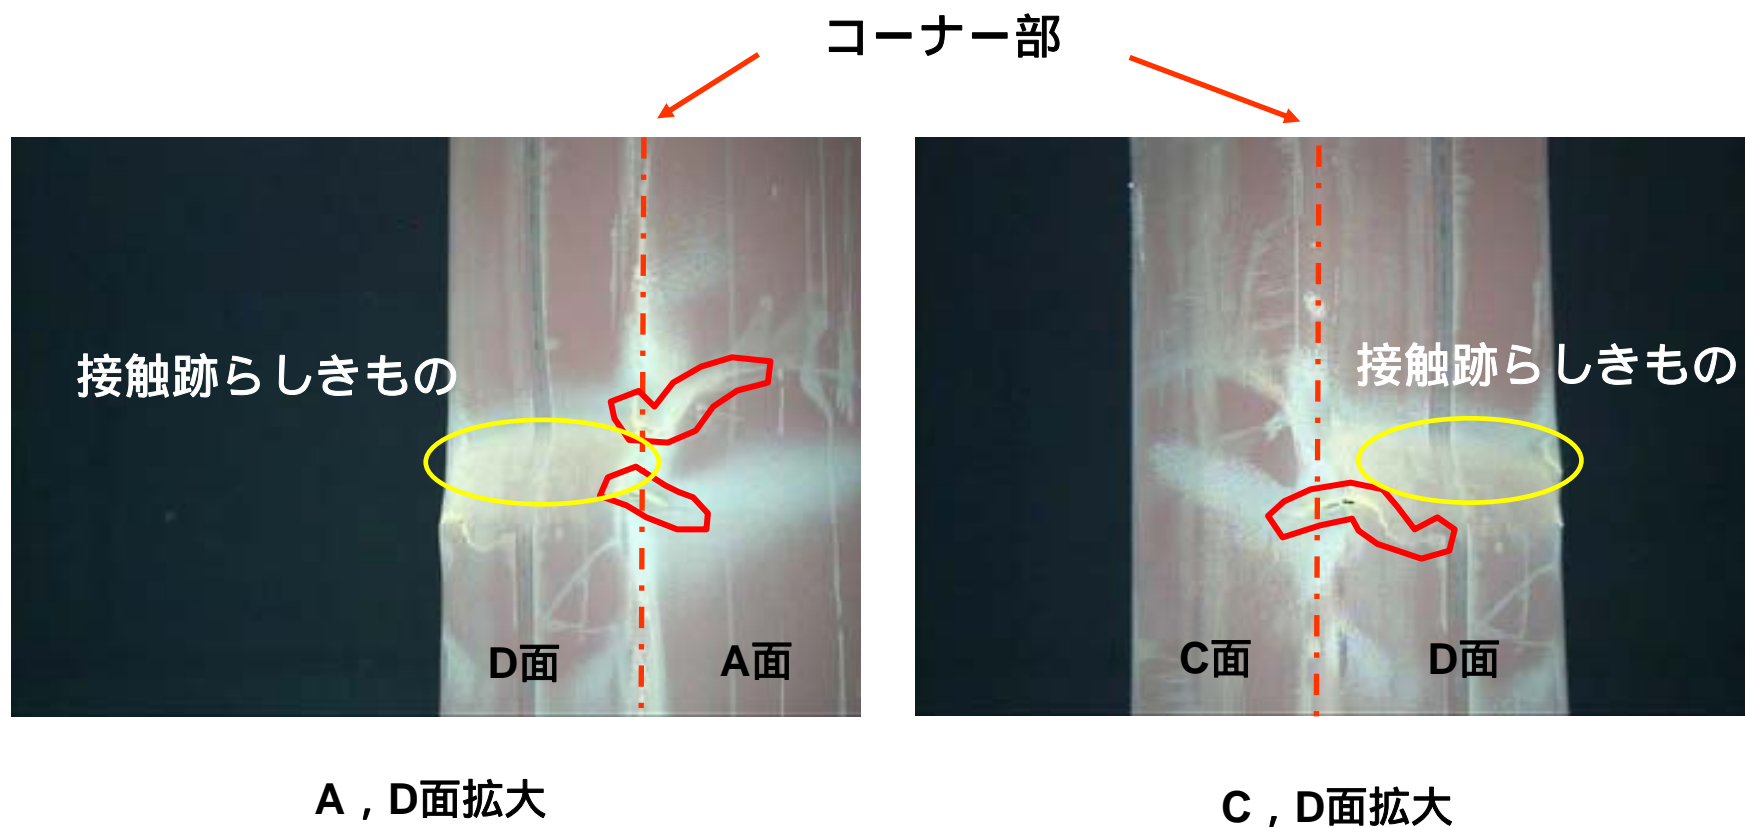 コーナー部
接触跡らしきもの
接触跡らしきもの
D面
A面
C面
D面
A，D面拡大
C，D面拡大